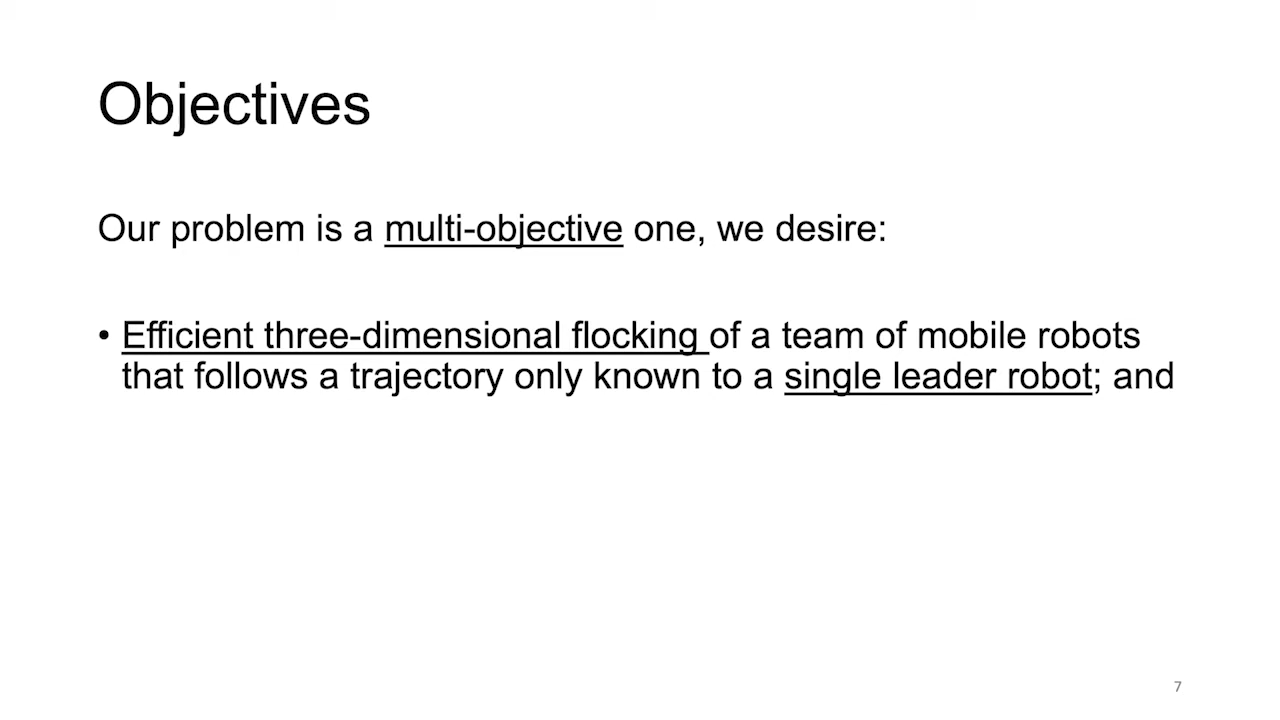 Objectives
Our problem is a multi-objective one, we desire:
• Efficient three-dimensional flocking of a team of mobile robots
that follows a trajectory only known to a single leader robot; and
7